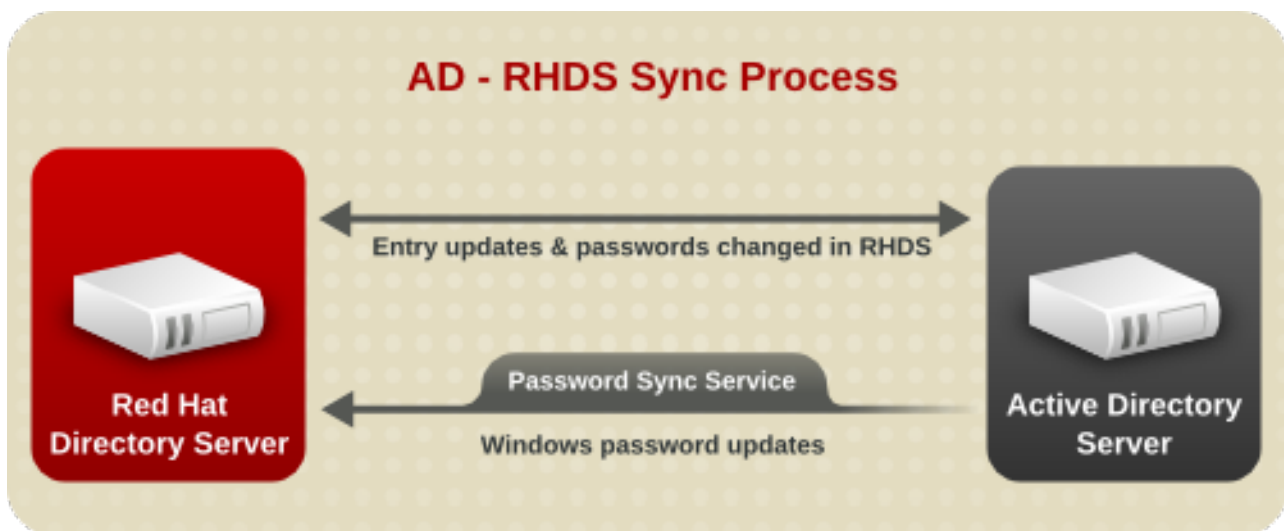 AD - RHDS Sync Process
Entry updates & passwords changed in RHDS
Password Sync Service
Windows password updates
Red Hat
Directory Server
Active Directory
Server